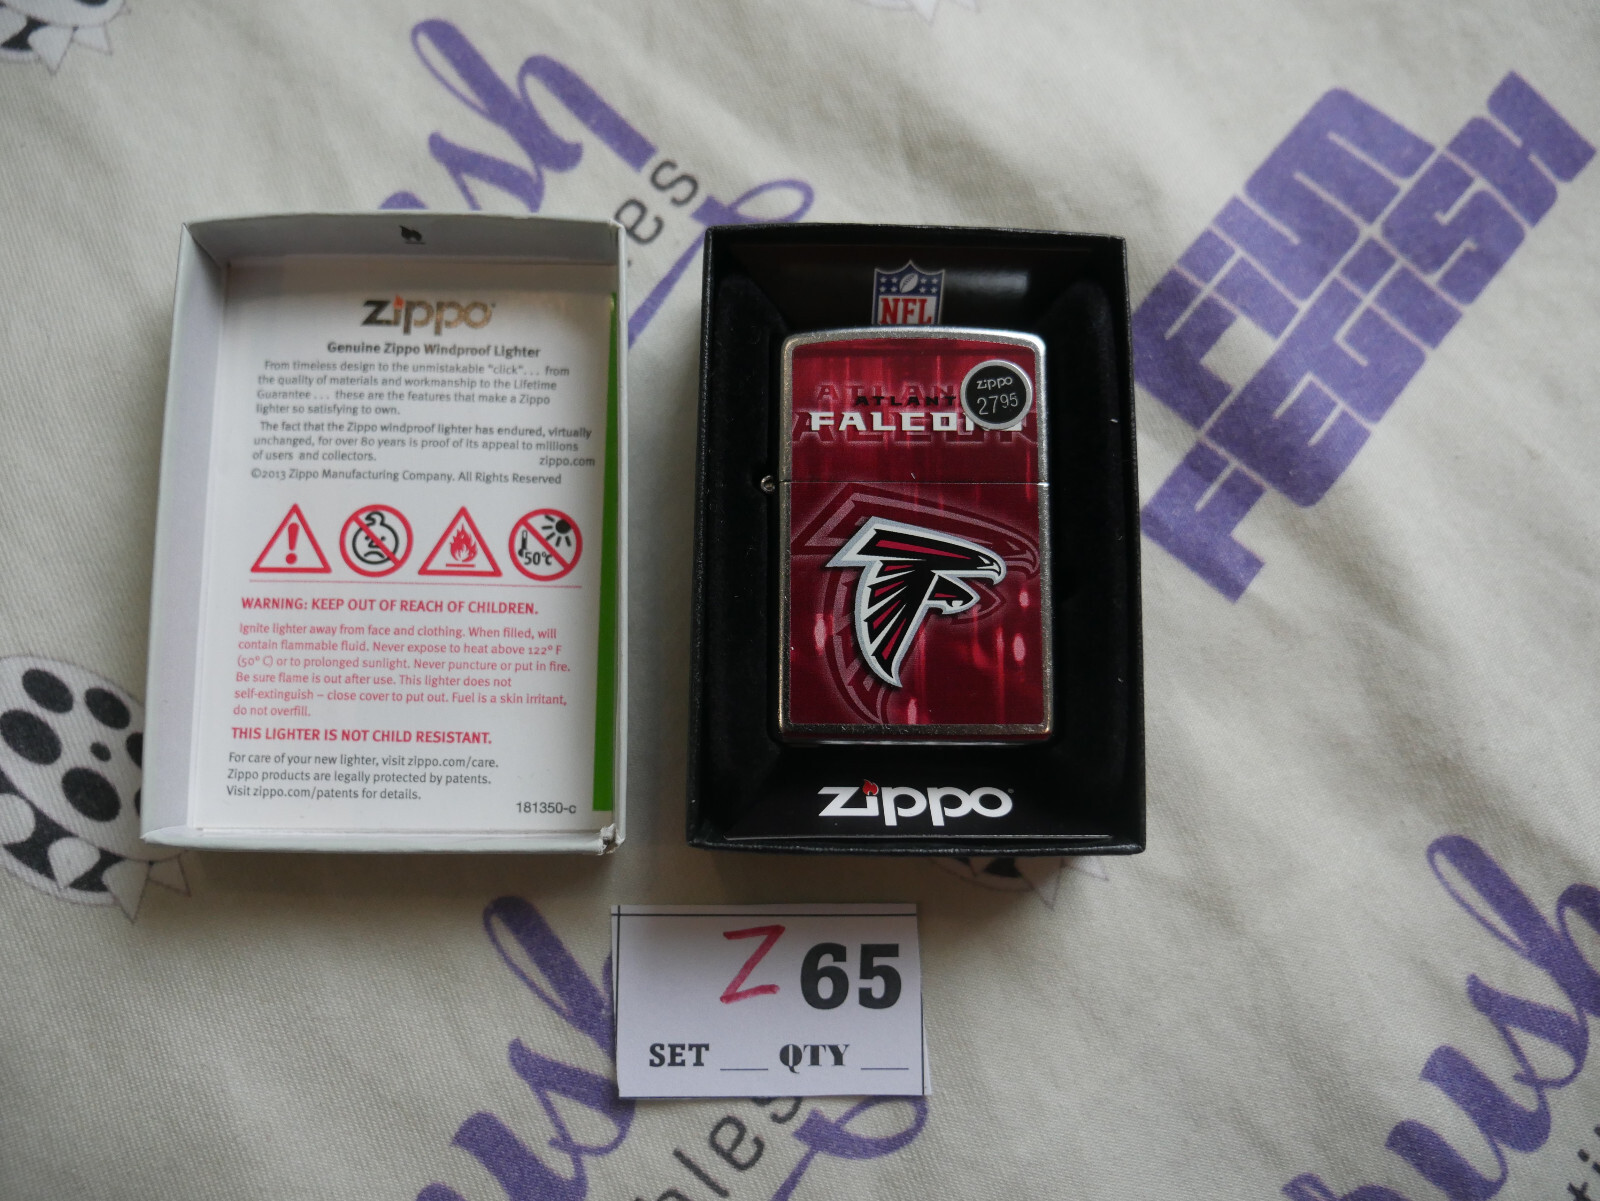 zippo
Genuine Zippo Windproof Lighter
From timeless design to the unmistakable "click"... from
the quality of materials and workmanship to the Lifetime
Guarantee ... these are the features that make a Zippo
lighter so satisfying to own.
The fact that the Zippo windproof lighter has endured, virtually
unchanged, for over 80 years is proof of its appeal to millions
of users and collectors.
zippo.com
©2013 Zippo Manufacturing Company. All Rights Reserved
50°C
WARNING: KEEP OUT OF REACH OF CHILDREN.
Ignite lighter away from face and clothing. When filled, will
contain flammable fluid. Never expose to heat above 122° F
(50° C) or to prolonged sunlight. Never puncture or put in fire.
Be sure flame is out after use. This lighter does not
self-extinguish – close cover to put out. Fuel is a skin irritant,
do not overfill.
THIS LIGHTER IS NOT CHILD RESISTANT.
For care of your new lighter, visit zippo.com/care.
Zippo products are legally protected by patents.
Visit zippo.com/patents for details.
181350-c
NFL
zippo
2795
ATLANT
FALCO
zippo
Z 65
SET ___ QTY ___
FilM
FETiSH